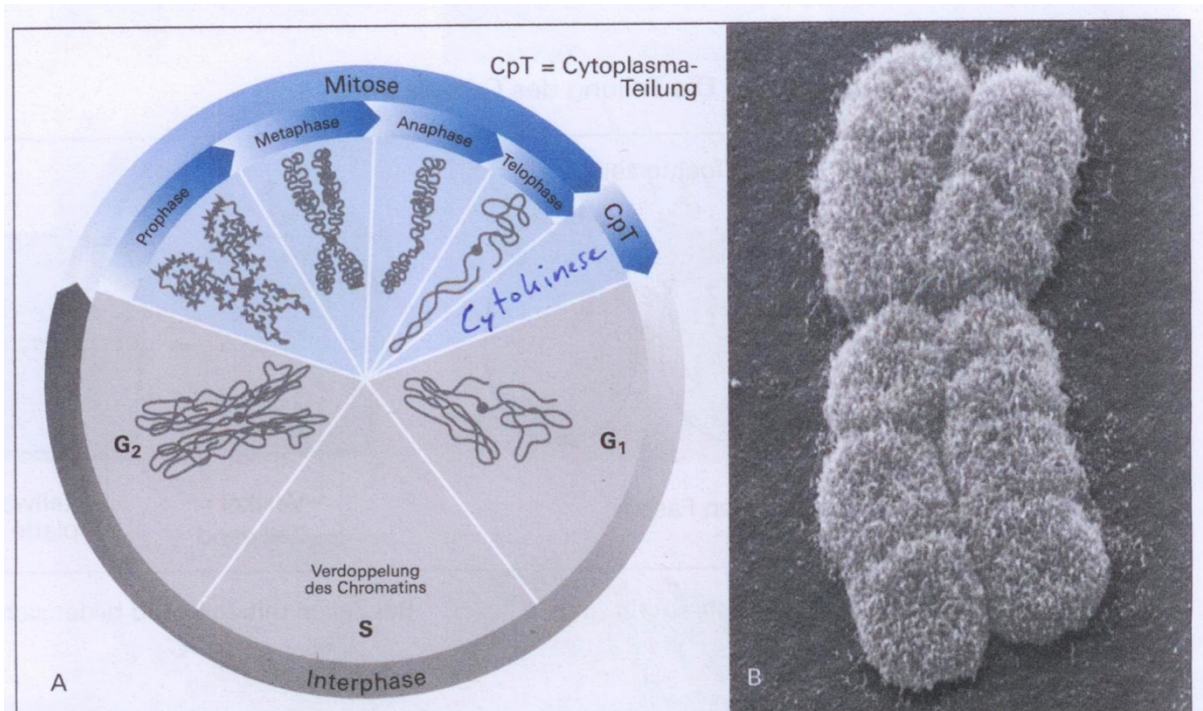 CpT = Cytoplasma-
Teilung
Mitose
Prophase
Metaphase
Anaphase
Telophase
CpT
Cytokinese
G₂
G₁
Verdoppelung
des Chromatins
S
Interphase
A
B